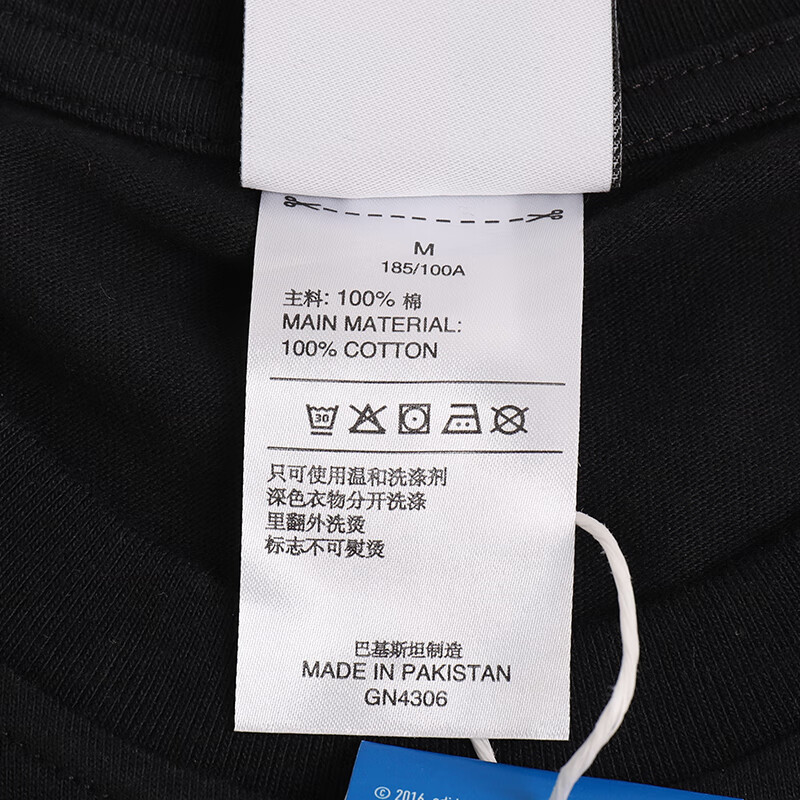 M
185/100A
主料: 100% 棉
MAIN MATERIAL:
100% COTTON
30
只可使用温和洗涤剂
深色衣物分开洗涤
里翻外洗烫
标志不可熨烫
巴基斯坦制造
MADE IN PAKISTAN
GN4306
© 2016